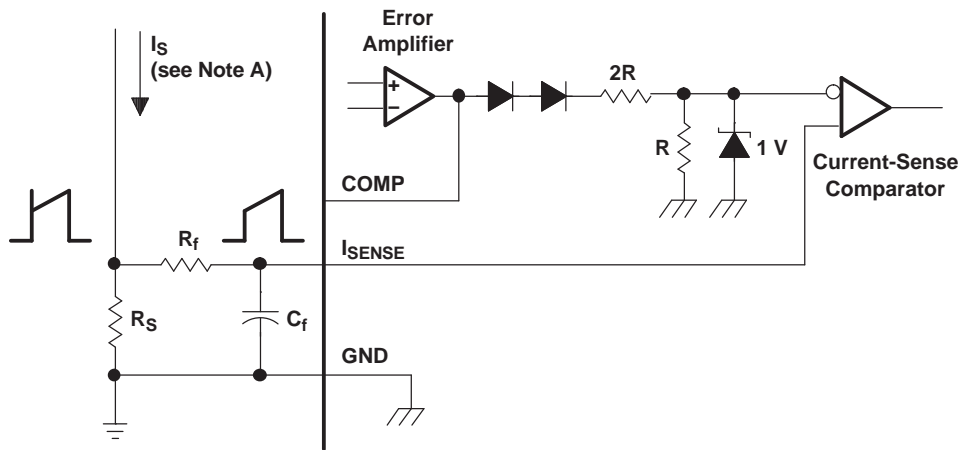 Error
Amplifier
I_S
(see Note A)
+
−
2R
R
1 V
Current-Sense
Comparator
COMP
R_f
I_SENSE
R_S
C_f
GND